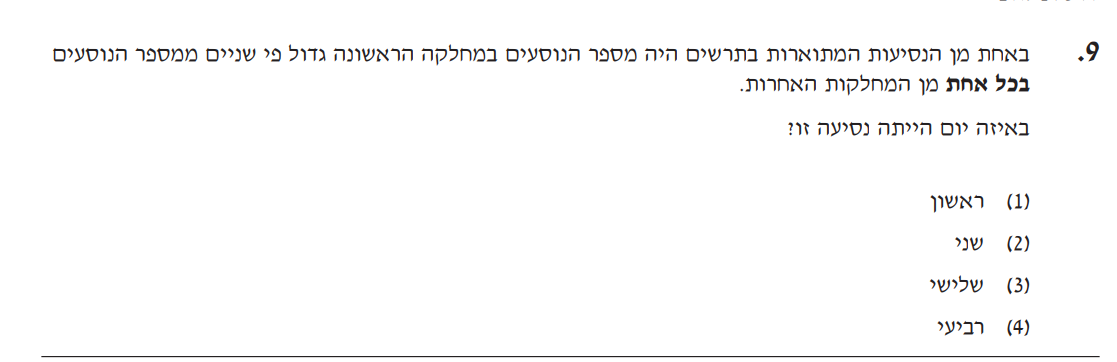 9. באחת מן הנסיעות המתוארות בתרשים היה מספר הנוסעים במחלקה הראשונה גדול פי שניים ממספר הנוסעים
בכל אחת מן המחלקות האחרות.
באיזה יום הייתה נסיעה זו?
(1) ראשון
(2) שני
(3) שלישי
(4) רביעי